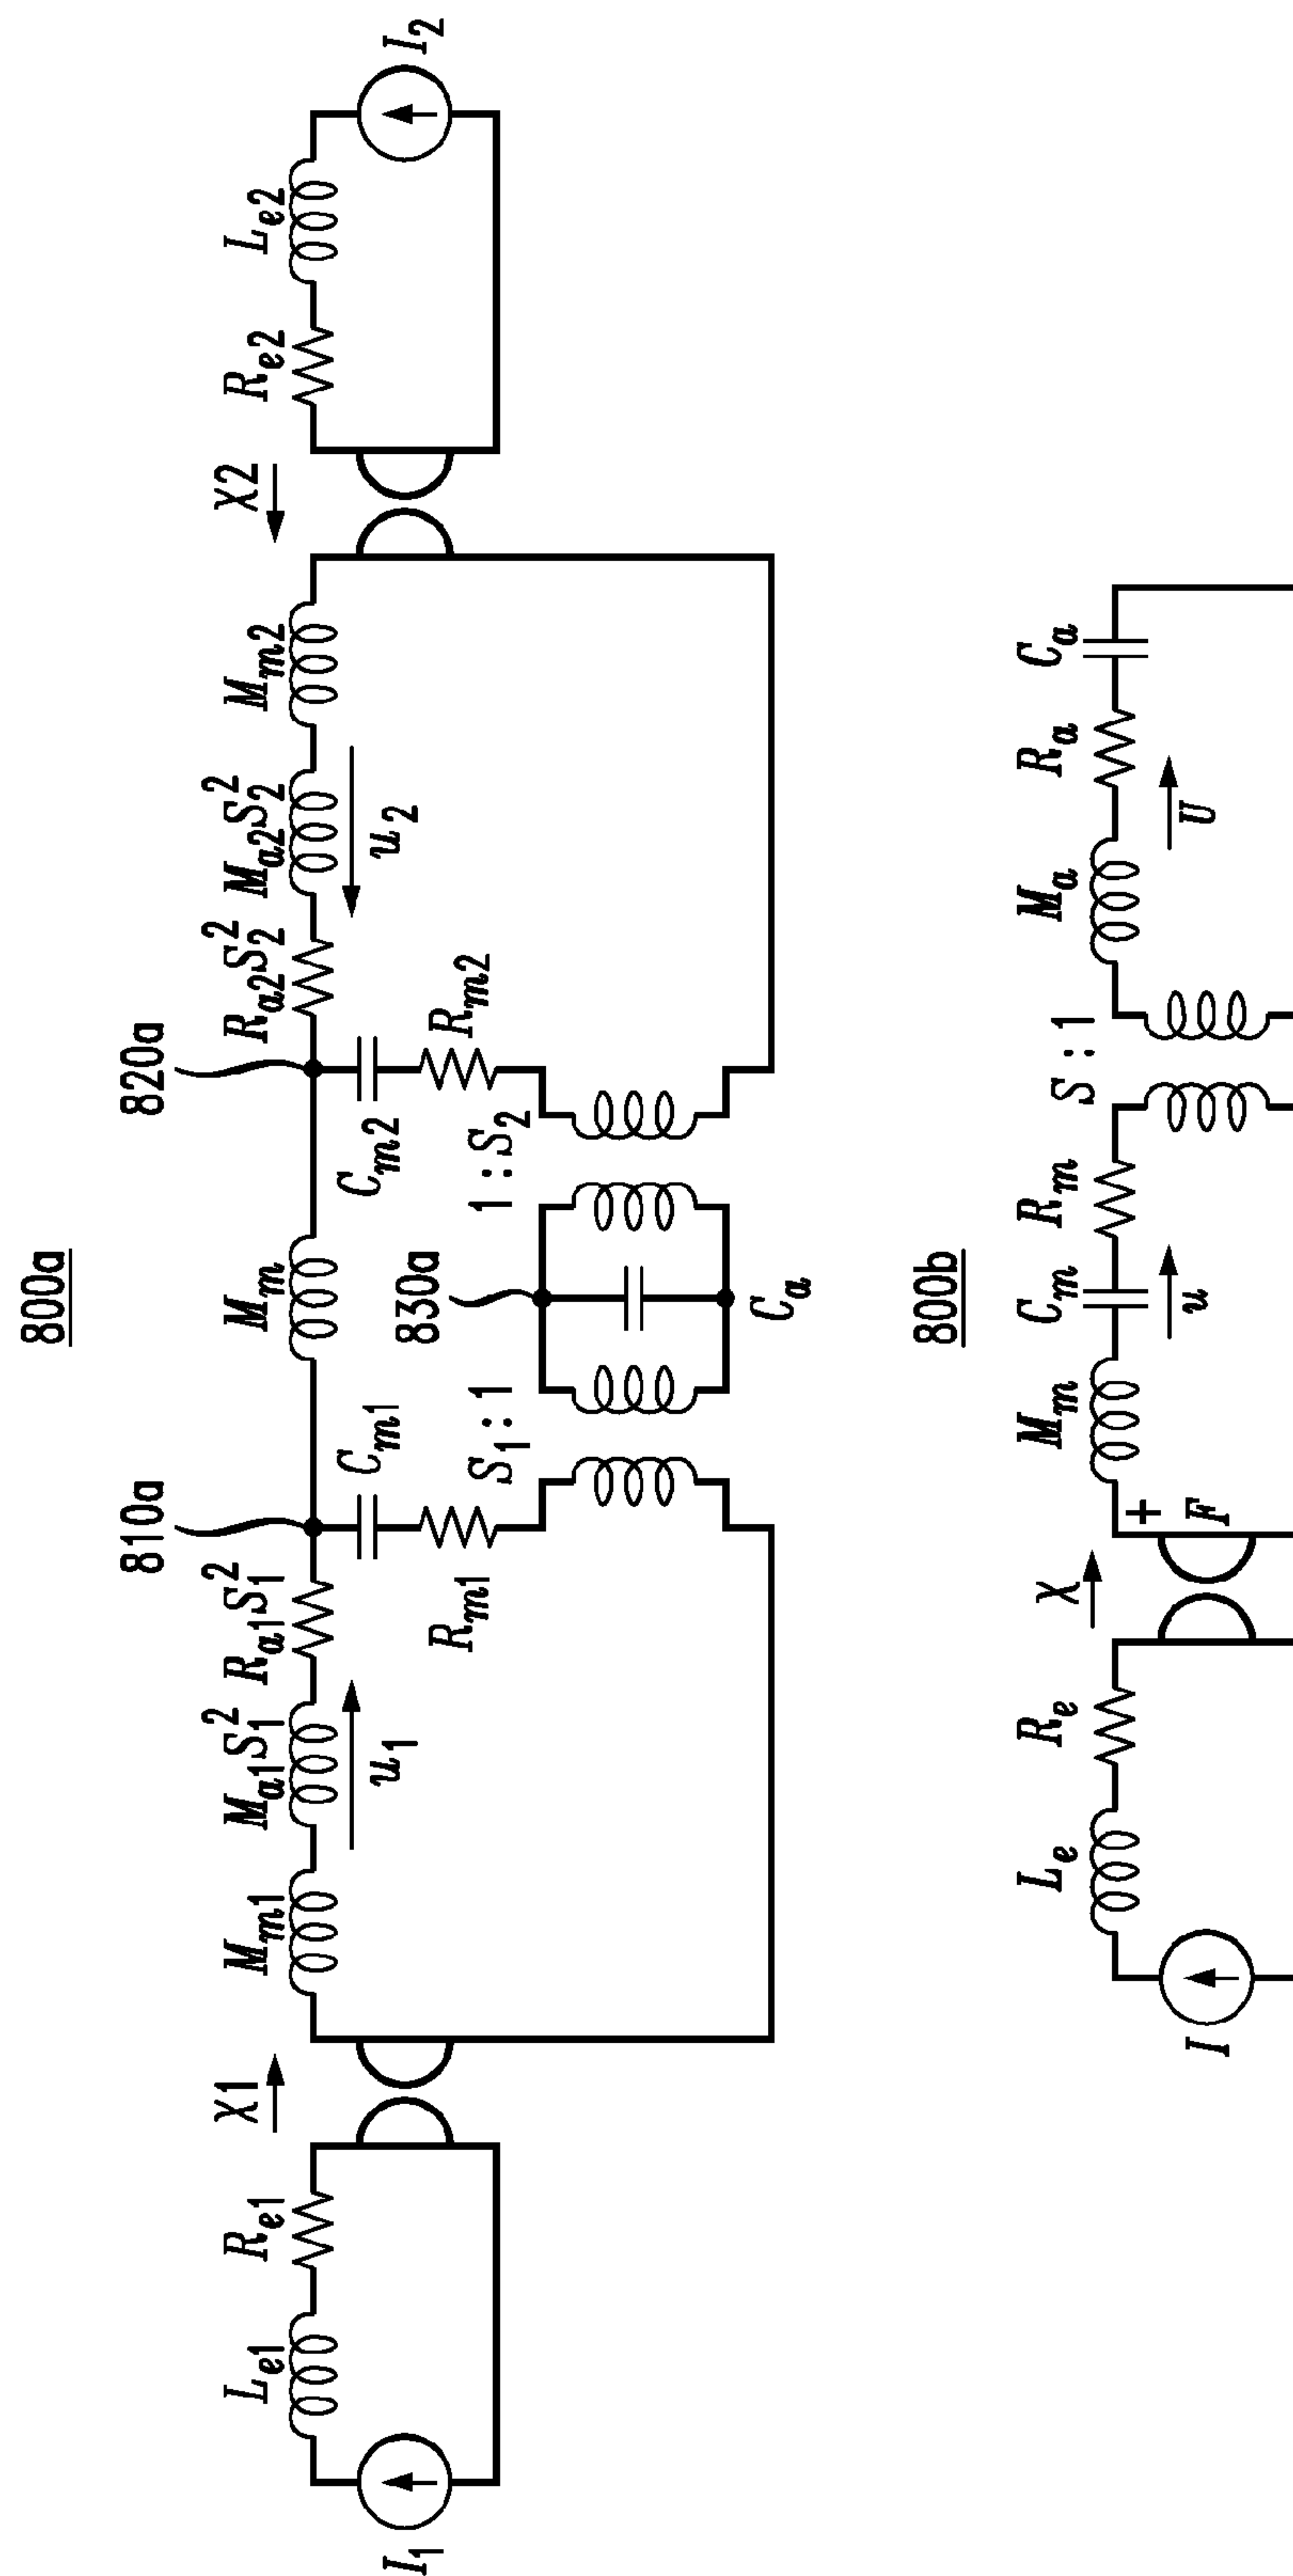 800a
810a
820a
I₁
Lₑ₁
Rₑ₁
χ1
Mₘ₁
Mₐ₁S₁²
Rₐ₁S₁²
Mₘ
Rₐ₂S₂²
Mₐ₂S₂²
Mₘ₂
χ2
Rₑ₂
Lₑ₂
I₂
u₁
Cₘ₁
Cₘ₂
u₂
Rₘ₁
830a
Rₘ₂
S₁:1
1:S₂
Cₐ
800b
I
Lₑ
Rₑ
χ
+
F
Mₘ
Cₘ
Rₘ
S:1
Mₐ
Rₐ
Cₐ
u
U